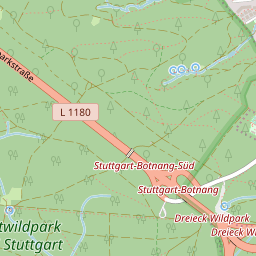 arkstraße
L 1180
Stuttgart-Botnang-Süd
Stuttgart-Botnang
Dreieck Wildpark
Dreieck W
twildpark
Stuttgart